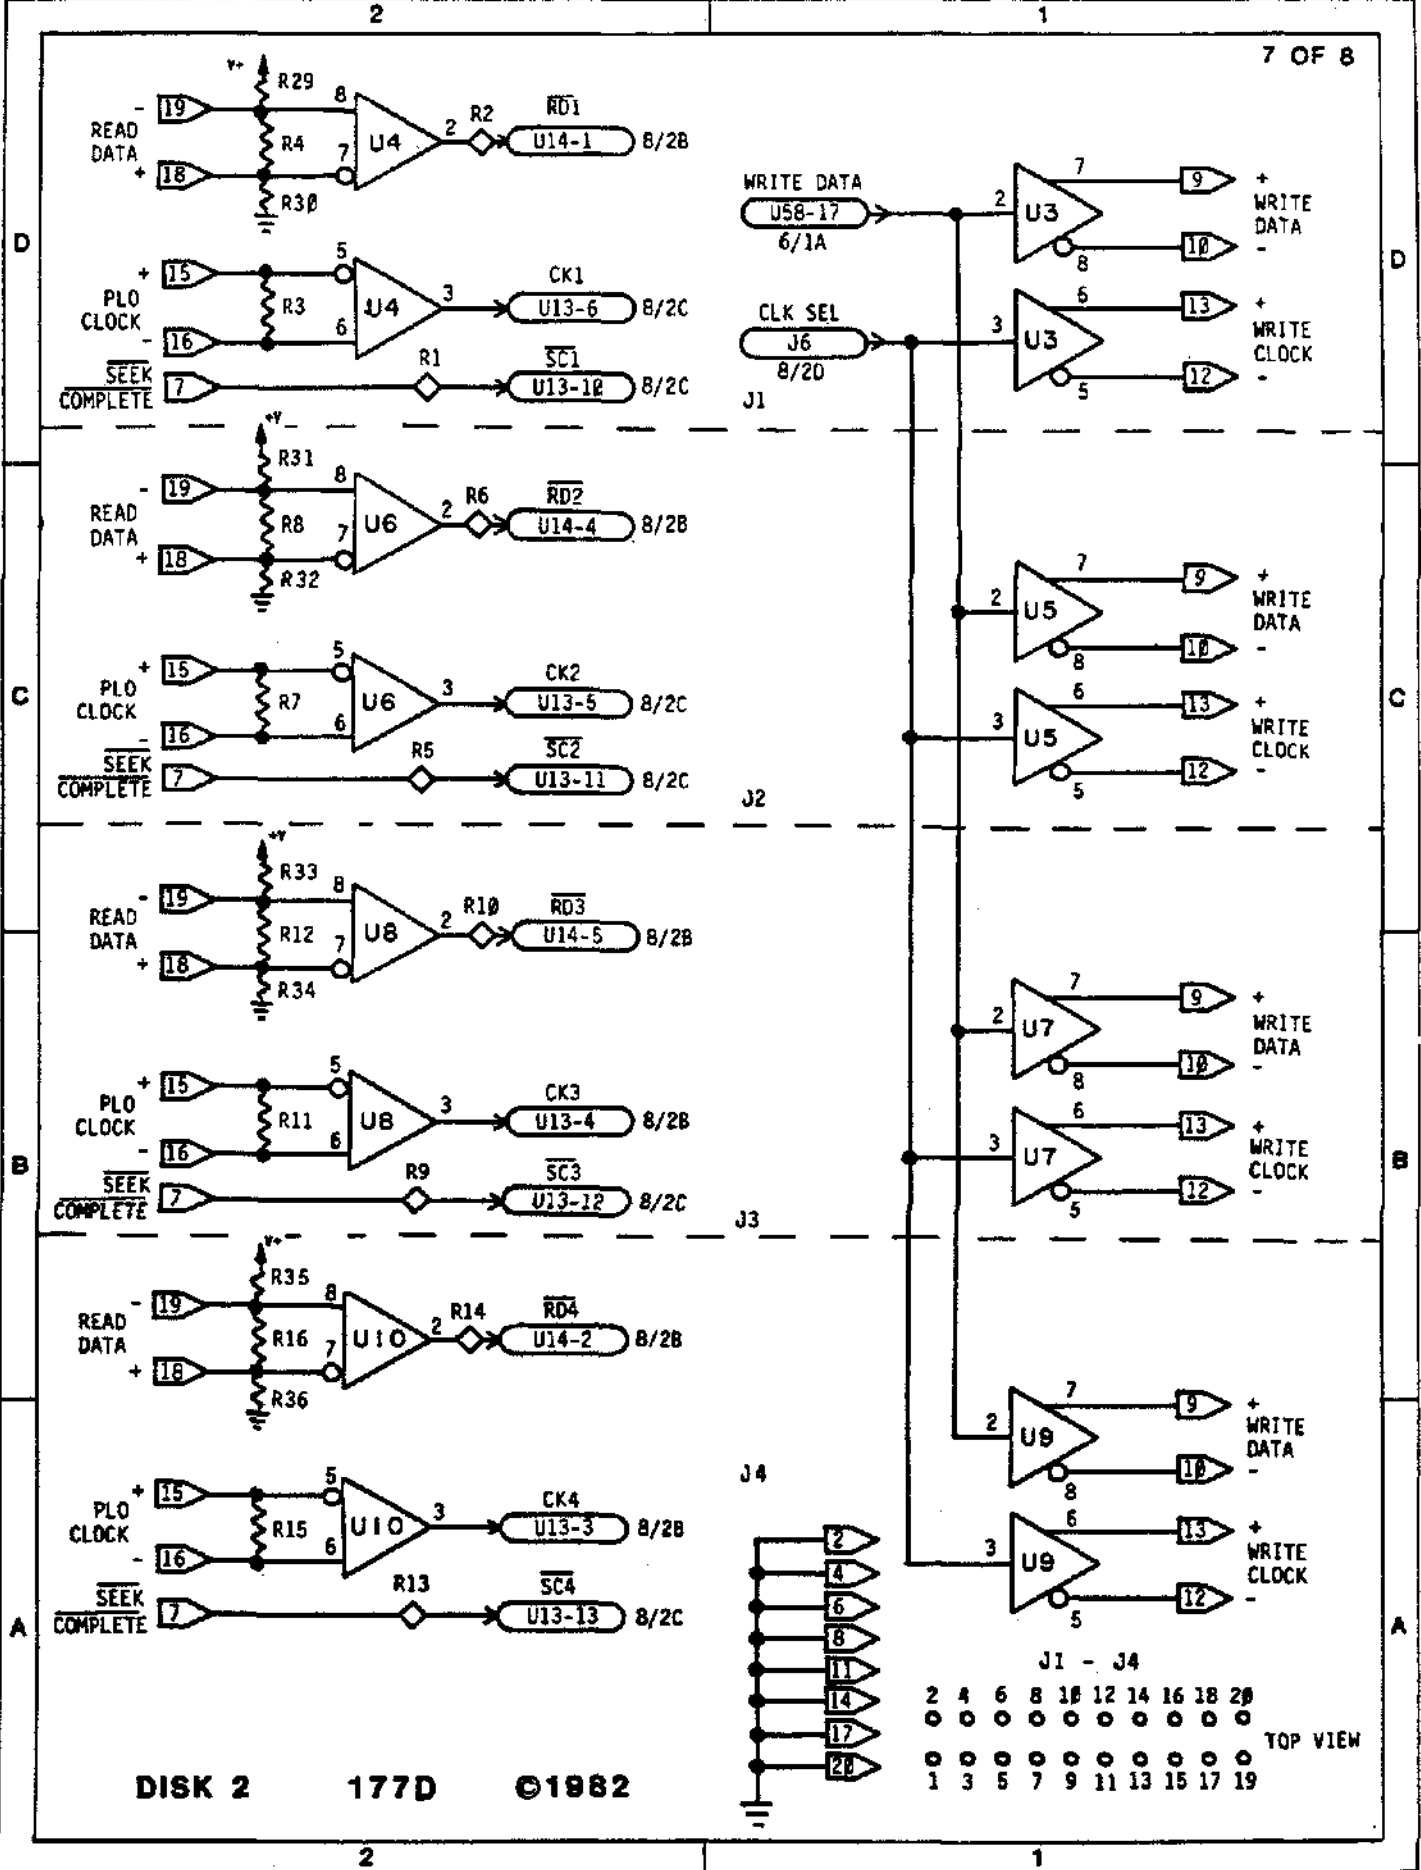 2 1
7 OF 8
V+ R29
- 19 8
READ DATA R4 U4 2 R2 RD1 U14-1 8/2B
+ 18 7
R30
D
+ 15 5
PLO CLOCK R3 U4 3 CK1 U13-6 8/2C
- 16 6
SEEK COMPLETE 7 R1 SC1 U13-10 8/2C
WRITE DATA
U58-17
6/1A
2 U3 7 9 + WRITE DATA
8 10 -
D
CLK SEL
J6
8/2D
3 U3 6 13 + WRITE CLOCK
5 12 -
J1
+V R31
- 19 8
READ DATA R8 U6 2 R6 RD2 U14-4 8/2B
+ 18 7
R32
2 U5 7 9 + WRITE DATA
8 10 -
C
+ 15 5
PLO CLOCK R7 U6 3 CK2 U13-5 8/2C
- 16 6
SEEK COMPLETE 7 R5 SC2 U13-11 8/2C
3 U5 6 13 + WRITE CLOCK
5 12 -
C
J2
+V R33
- 19 8
READ DATA R12 U8 2 R10 RD3 U14-5 8/2B
+ 18 7
R34
2 U7 7 9 + WRITE DATA
8 10 -
+ 15 5
PLO CLOCK R11 U8 3 CK3 U13-4 8/2B
- 16 6
B
SEEK COMPLETE 7 R9 SC3 U13-12 8/2C
3 U7 6 13 + WRITE CLOCK
5 12 -
B
J3
V+ R35
- 19 8
READ DATA R16 U10 2 R14 RD4 U14-2 8/2B
+ 18 7
R36
2 U9 7 9 + WRITE DATA
8 10 -
J4
+ 15 5
PLO CLOCK R15 U10 3 CK4 U13-3 8/2B
- 16 6
3 U9 6 13 + WRITE CLOCK
5 12 -
A
SEEK COMPLETE 7 R13 SC4 U13-13 8/2C
A
2
4
6
8
11
14
17
20
J1 - J4
2 4 6 8 10 12 14 16 18 20
TOP VIEW
1 3 5 7 9 11 13 15 17 19
DISK 2 177D ©1982
2 1